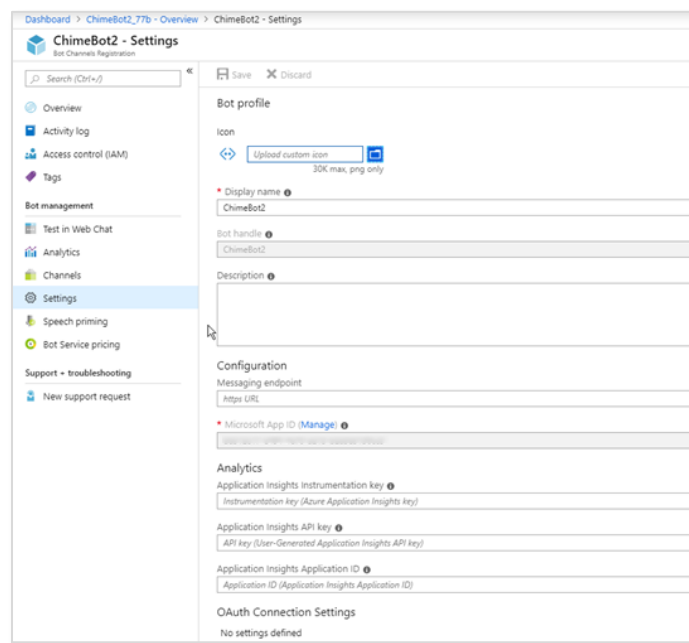 Dashboard > ChimeBot2_77b - Overview > ChimeBot2 - Settings
ChimeBot2 - Settings
Bot Channels Registration
Search (Ctrl+/)
Overview
Activity log
Access control (IAM)
Tags
Bot management
Test in Web Chat
Analytics
Channels
Settings
Speech priming
Bot Service pricing
Support + troubleshooting
New support request
Save Discard
Bot profile
Icon
Upload custom icon
30K max, png only
* Display name
ChimeBot2
Bot handle
ChimeBot2
Description
Configuration
Messaging endpoint
https URL
* Microsoft App ID (Manage)
Analytics
Application Insights Instrumentation key
Instrumentation key (Azure Application Insights key)
Application Insights API key
API key (User-Generated Application Insights API key)
Application Insights Application ID
Application ID (Application Insights Application ID)
OAuth Connection Settings
No settings defined